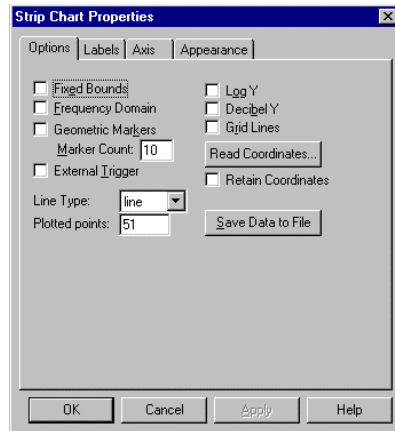 Strip Chart Properties
Options Labels Axis Appearance
Fixed Bounds
Frequency Domain
Geometric Markers
Marker Count: 10
External Trigger
Line Type: line
Plotted points: 51
Log Y
Decibel Y
Grid Lines
Read Coordinates...
Retain Coordinates
Save Data to File
OK Cancel Apply Help